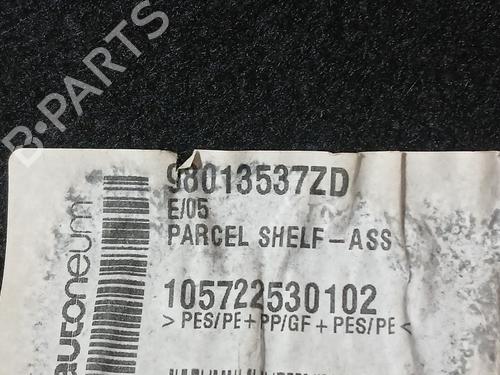 98013537ZD
E/05
PARCEL SHELF-ASS
105722530102
> PES/PE+PP/GF+PES/PE<
autoneum
B-PARTS